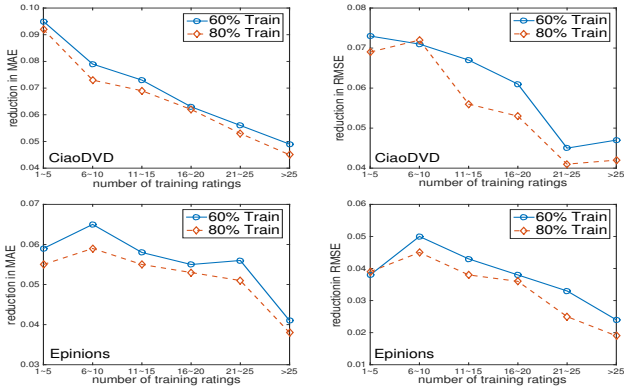 reduction in MAE
0.10
0.09
0.08
0.07
0.06
0.05
0.04
60% Train
80% Train
CiaoDVD
1~5 6~10 11~15 16~20 21~25 >25
number of training ratings
reduction in RMSE
0.08
0.07
0.06
0.05
0.04
60% Train
80% Train
CiaoDVD
1~5 6~10 11~15 16~20 21~25 >25
number of training ratings
reduction in MAE
0.07
0.06
0.05
0.04
0.03
60% Train
80% Train
Epinions
1~5 6~10 11~15 16~20 21~25 >25
number of training ratings
reductionin RMSE
0.06
0.05
0.04
0.03
0.02
0.01
60% Train
80% Train
Epinions
1~5 6~10 11~15 16~20 21~25 >25
number of training ratings